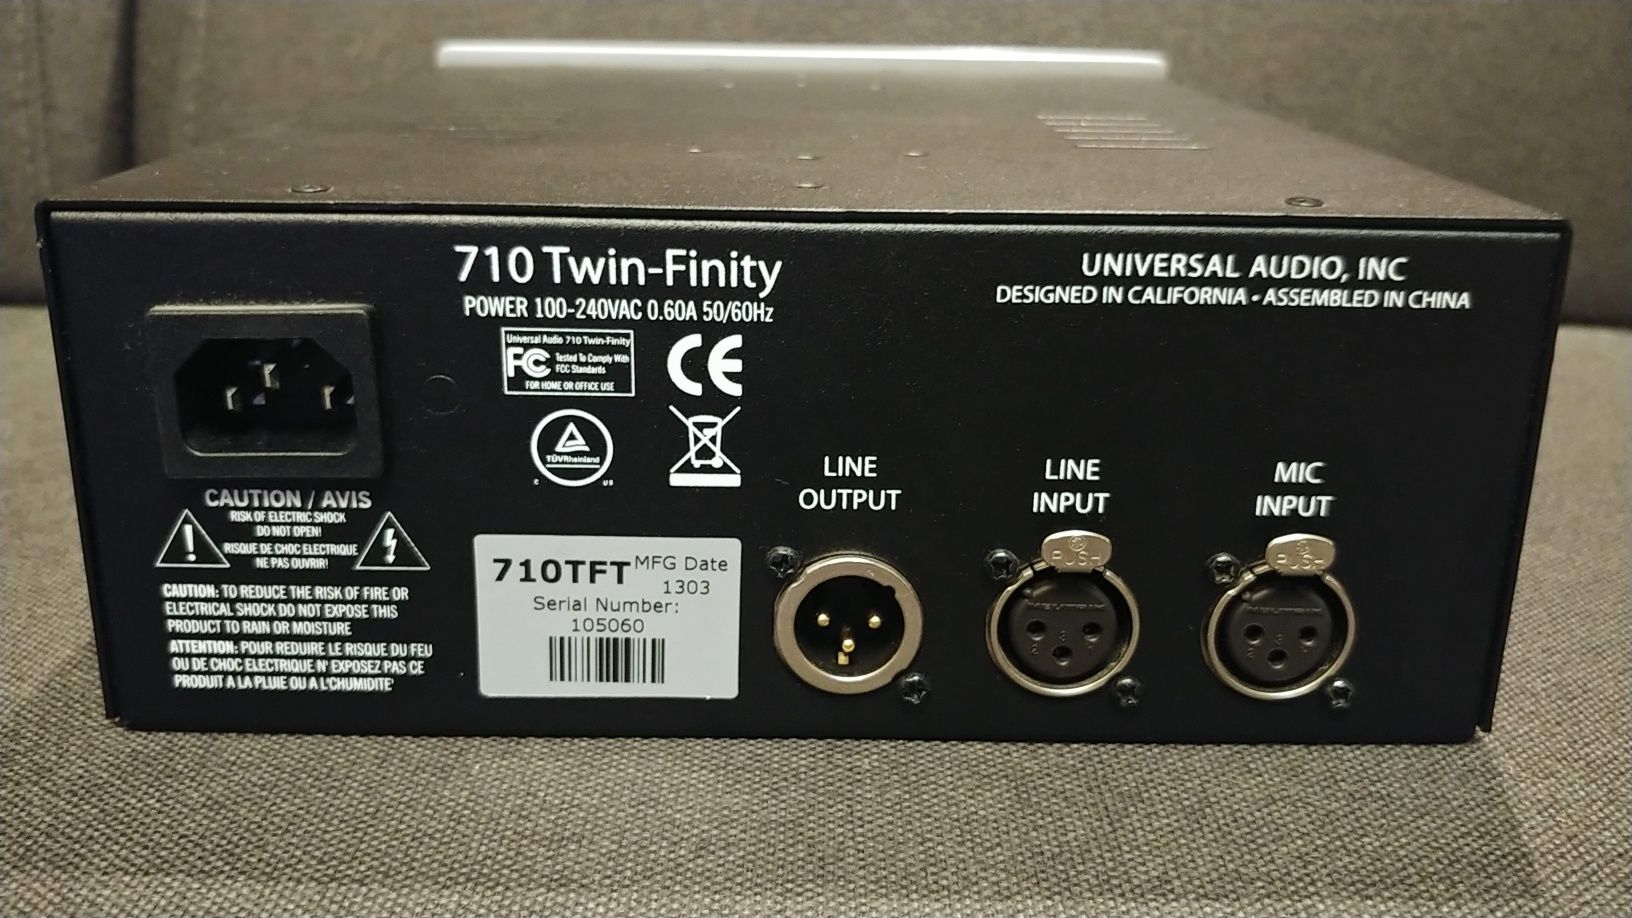 710 Twin-Finity
POWER 100-240VAC 0.60A 50/60Hz
UNIVERSAL AUDIO, INC
DESIGNED IN CALIFORNIA • ASSEMBLED IN CHINA
Universal Audio 710 Twin-Finity
FC Tested To Comply With
FCC Standards
FOR HOME OR OFFICE USE
CE
TÜVRheinland
C US
CAUTION / AVIS
RISK OF ELECTRIC SHOCK
DO NOT OPEN!
RISQUE DE CHOC ELECTRIQUE
NE PAS OUVRIR!
CAUTION: TO REDUCE THE RISK OF FIRE OR
ELECTRICAL SHOCK DO NOT EXPOSE THIS
PRODUCT TO RAIN OR MOISTURE
ATTENTION: POUR REDUIRE LE RISQUE DU FEU
OU DE CHOC ELECTRIQUE N' EXPOSEZ PAS CE
PRODUIT A LA PLUIE OU A L'CHUMIDITE'
710TFT MFG Date
1303
Serial Number:
105060
LINE
OUTPUT
LINE
INPUT
PUSH
NEUTRIK
MIC
INPUT
PUSH
NEUTRIK